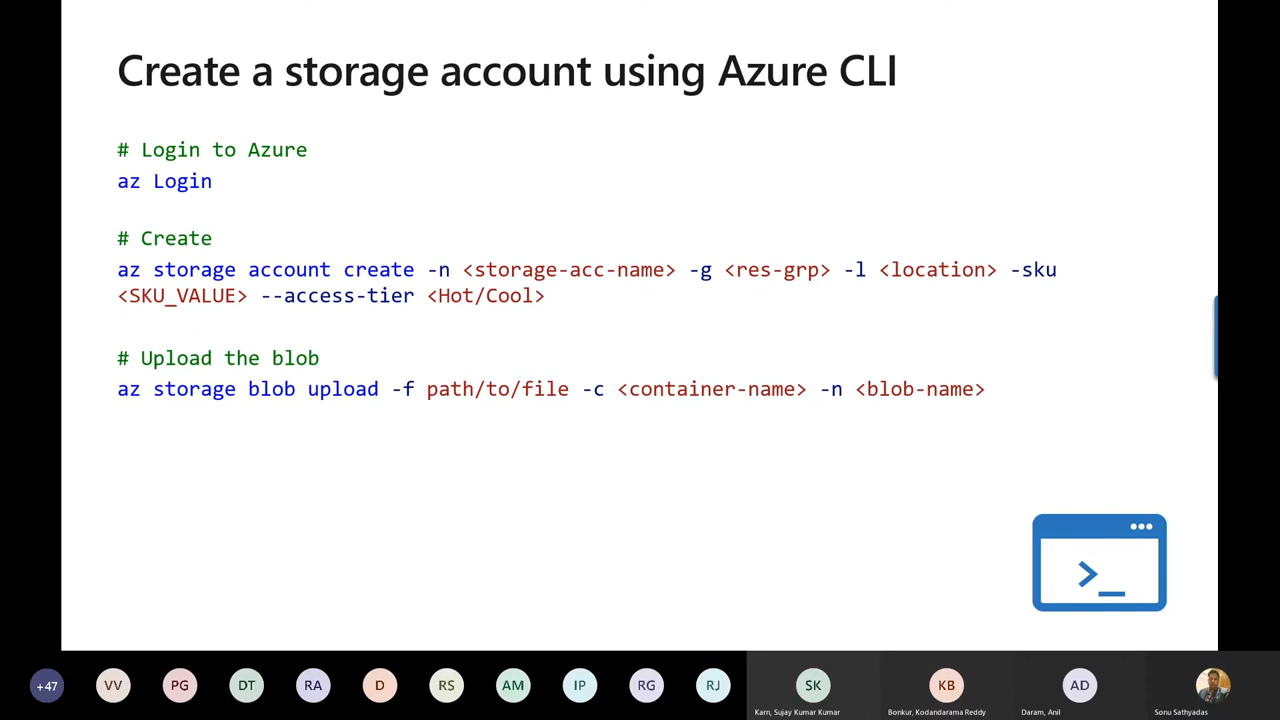 Create a storage account using Azure CLI
# Login to Azure
az Login
# Create
az storage account create -n <storage-acc-name> -g <res-grp> -l <location> -sku
<SKU_VALUE> --access-tier <Hot/Cool>
# Upload the blob
az storage blob upload -f path/to/file -c <container-name> -n <blob-name>
>_
+47 VV PG DT RA D RS AM IP RG RJ SK KB AD
Karn, Sujay Kumar Kumar Bonkur, Kodandarama Reddy Daram, Anil Sonu Sathyadas